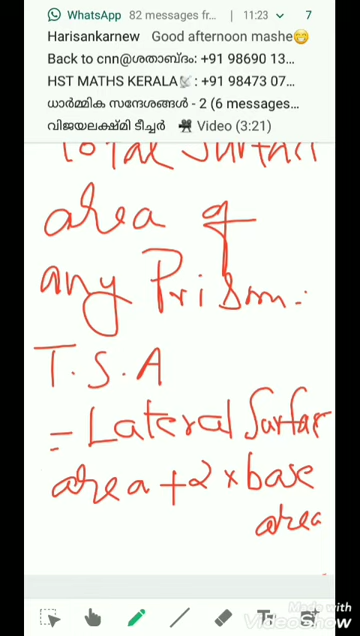 WhatsApp 82 messages fr... 11:23 7
Harisankarnew Good afternoon mashe😁
Back to cnn@ശതാബ്ദം: +91 98690 13...
HST MATHS KERALA📡: +91 98473 07...
ധാർമ്മിക സന്ദേശങ്ങൾ - 2 (6 messages...
വിജയലക്ഷ്മി ടീച്ചർ 🎥 Video (3:21)
Total Surface
area of
any Prism:
T.S.A
= Lateral Surface
area + 2 × base
area
Made with
VideoShow